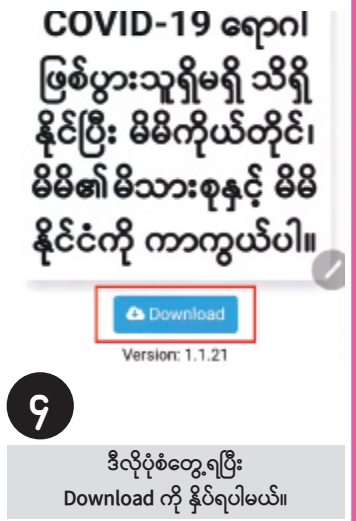 COVID-19 ရောဂါ
ဖြစ်ပွားသူရှိမရှိ သိရှိ
နိုင်ပြီး မိမိကိုယ်တိုင်၊
မိမိ၏ မိသားစုနှင့် မိမိ
နိုင်ငံကို ကာကွယ်ပါ။
Download
Version: 1.1.21
၄
ဒီလိုပုံစံတွေ့ရပြီး
Download ကို နှိပ်ရပါမယ်။